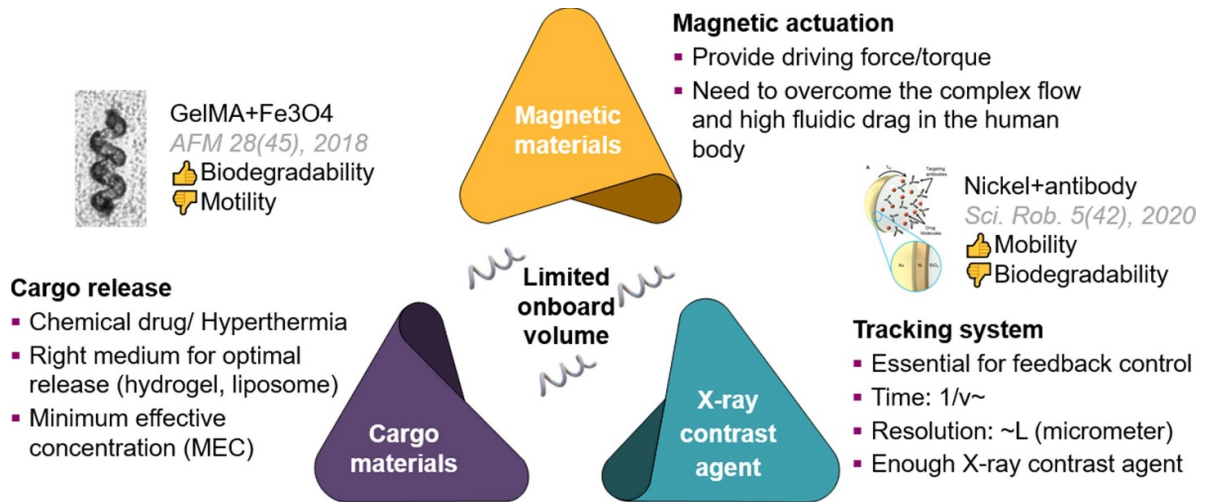 Magnetic actuation
▪ Provide driving force/torque
▪ Need to overcome the complex flow
and high fluidic drag in the human
body
GelMA+Fe3O4
AFM 28(45), 2018
Biodegradability
Motility
Magnetic
materials
A
Targeting
antibodies
Drug
Molecules
Au
Ni
SiO₂
Nickel+antibody
Sci. Rob. 5(42), 2020
Mobility
Biodegradability
Limited
onboard
volume
Cargo release
▪ Chemical drug/ Hyperthermia
▪ Right medium for optimal
release (hydrogel, liposome)
▪ Minimum effective
concentration (MEC)
Cargo
materials
X-ray
contrast
agent
Tracking system
▪ Essential for feedback control
▪ Time: 1/v~
▪ Resolution: ~L (micrometer)
▪ Enough X-ray contrast agent